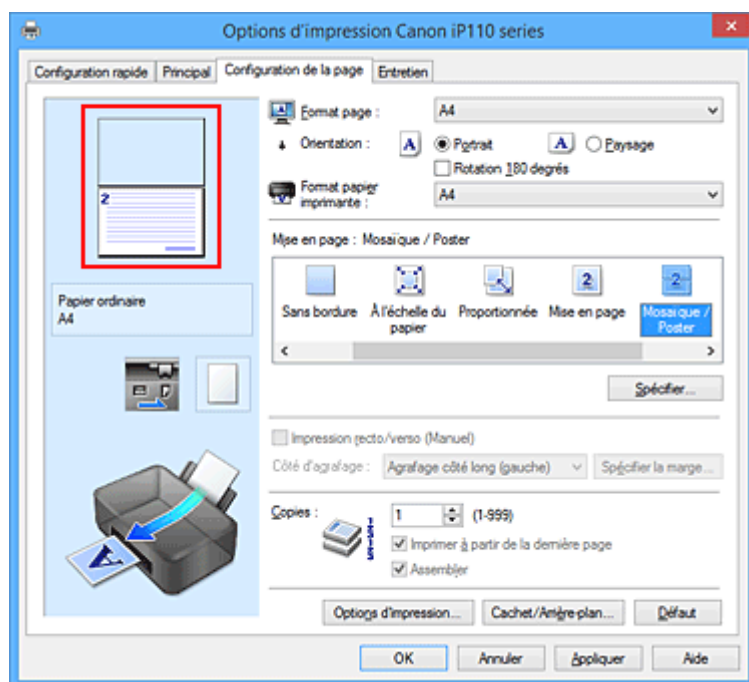 Options d'impression Canon iP110 series
Configuration rapide
Principal
Configuration de la page
Entretien
Format page :
A4
Orientation :
A
Portrait
A
Paysage
Rotation 180 degrés
Format papier
imprimante :
A4
2
Mise en page : Mosaïque / Poster
2
2
Sans bordure
À l'échelle du
papier
Proportionnée
Mise en page
Mosaïque /
Poster
Papier ordinaire
A4
Spécifier...
Impression recto/verso (Manuel)
Côté d'agrafage :
Agrafage côté long (gauche)
Spécifier la marge...
Copies :
1
(1-999)
Imprimer à partir de la dernière page
Assembler
A
Options d'impression...
Cachet/Arrière-plan...
Défaut
OK
Annuler
Appliquer
Aide